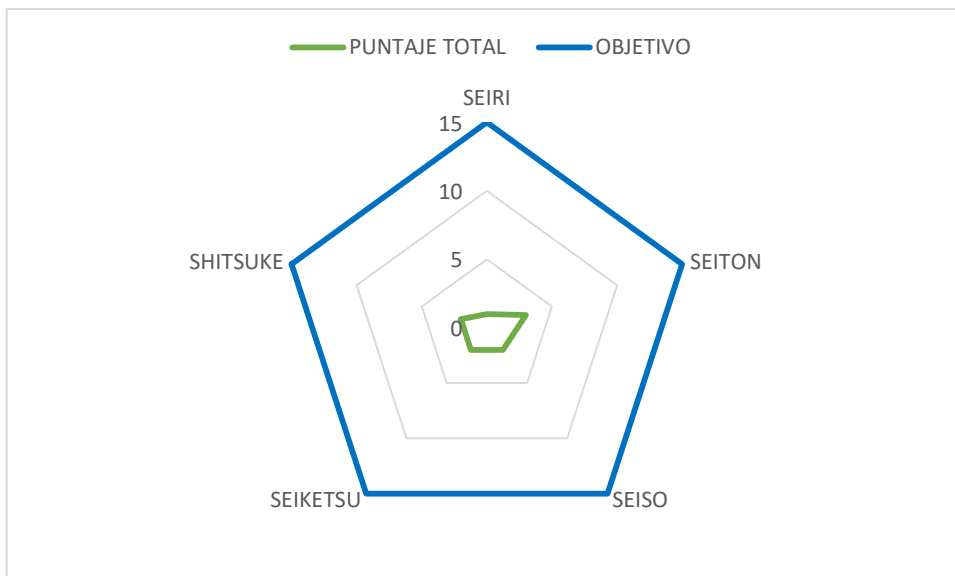 PUNTAJE TOTAL OBJETIVO
SEIRI
15
10
SHITSUKE
5
SEITON
0
SEIKETSU
SEISO